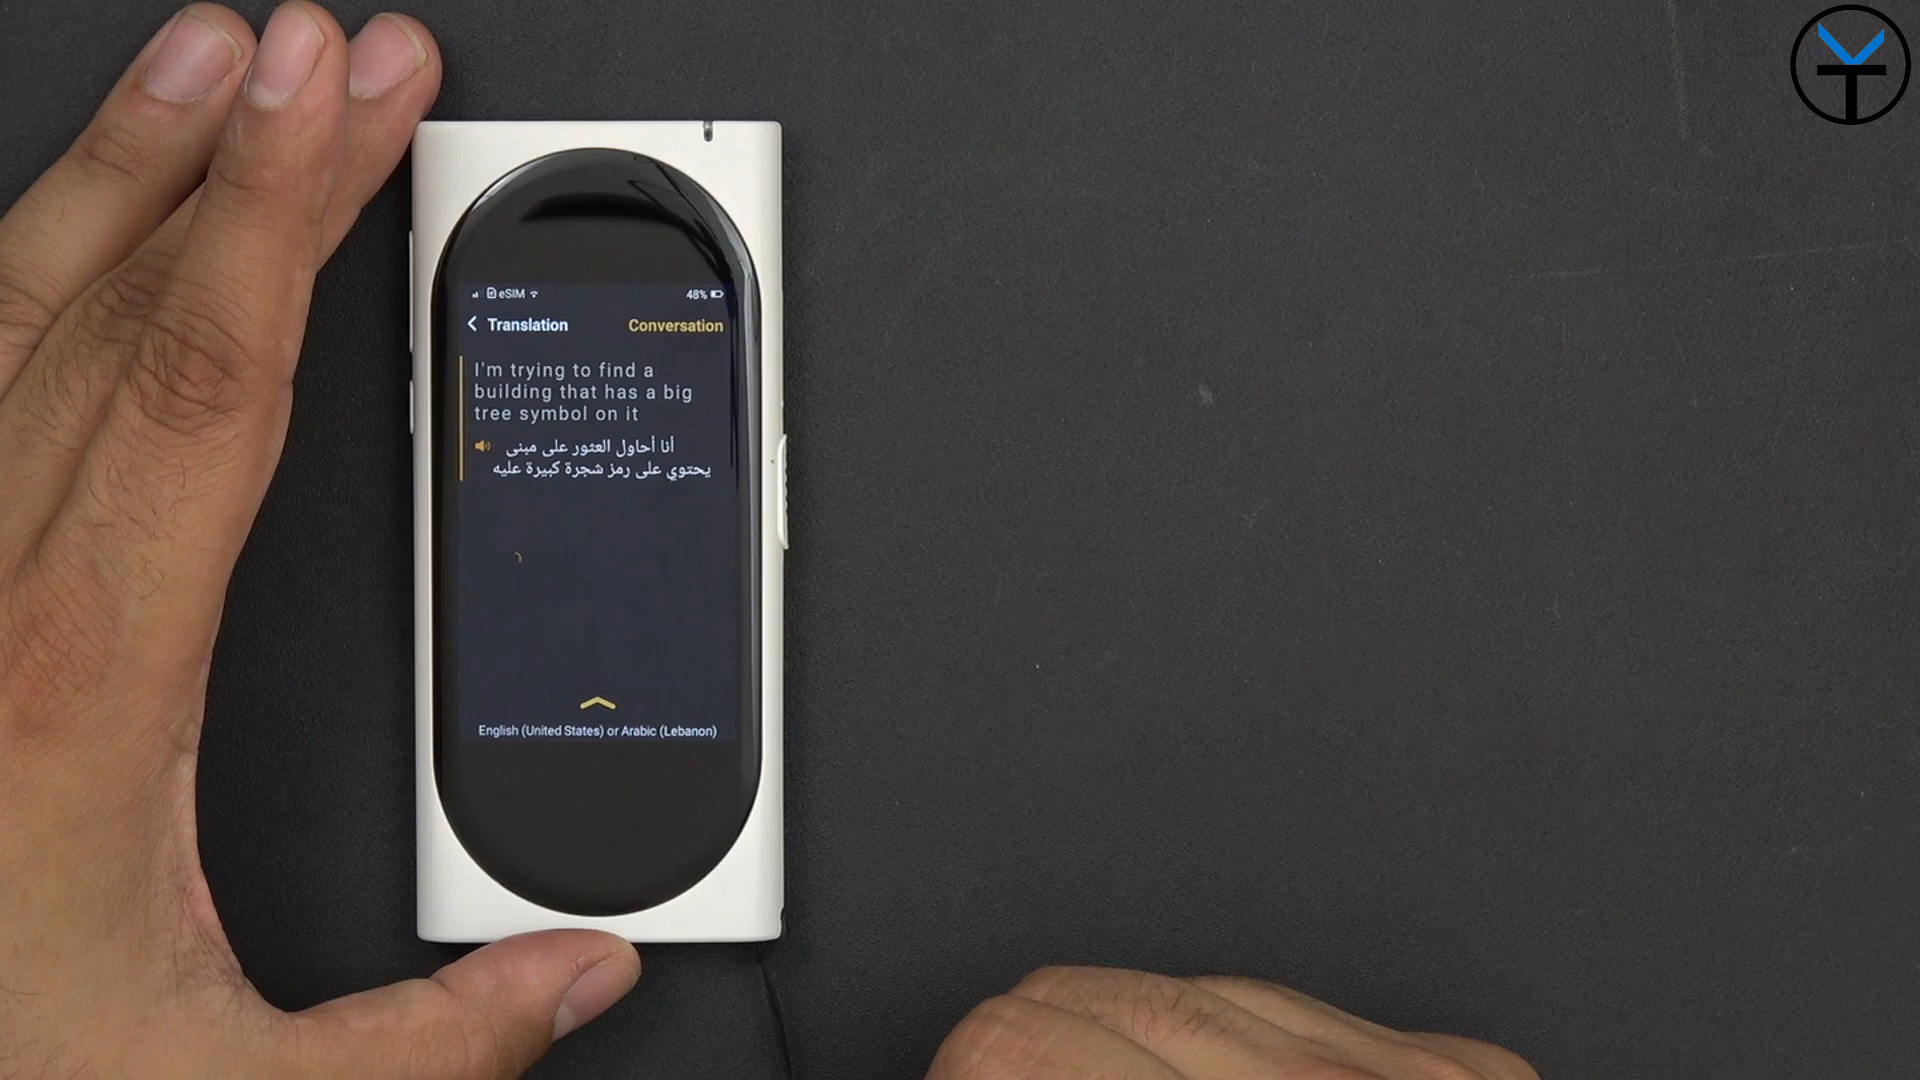 eSIM 48%
Translation Conversation
I'm trying to find a
building that has a big
tree symbol on it
أنا أحاول العثور على مبنى
يحتوي على رمز شجرة كبيرة عليه
English (United States) or Arabic (Lebanon)